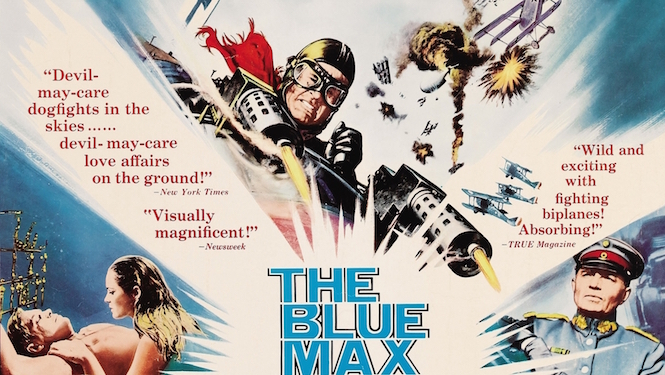 “Devil-
may-care
dogfights in the
skies......
devil-may-care
love affairs
on the ground!”
–New York Times
“Visually
magnificent!”
–Newsweek
“Wild and
exciting
with
fighting
biplanes!
Absorbing!”
–TRUE Magazine
THE
BLUE
MAX